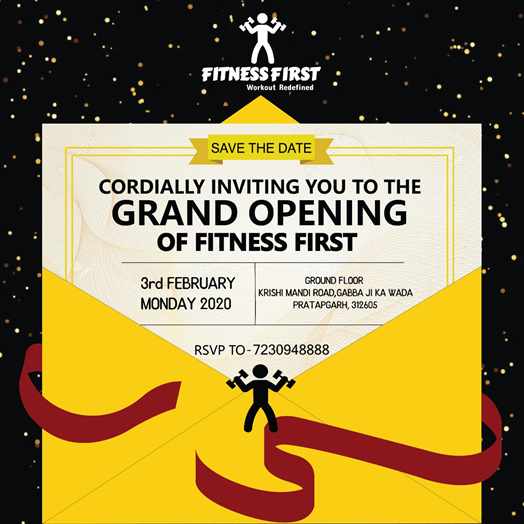 FITNESS FIRST
Workout Redefined
SAVE THE DATE
CORDIALLY INVITING YOU TO THE
GRAND OPENING
OF FITNESS FIRST
3rd FEBRUARY
MONDAY 2020
GROUND FLOOR
KRISHI MANDI ROAD,GABBA JI KA WADA
PRATAPGARH, 312605
RSVP TO-7230948888